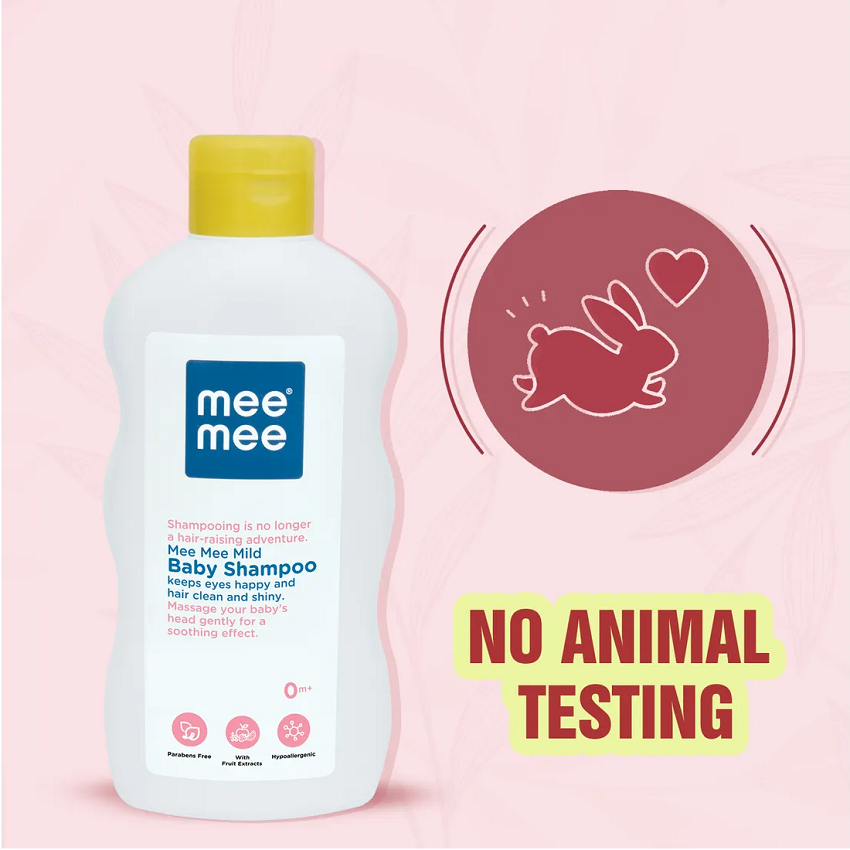 mee®
mee
Shampooing is no longer
a hair-raising adventure.
Mee Mee Mild
Baby Shampoo
keeps eyes happy and
hair clean and shiny.
Massage your baby's
head gently for a
soothing effect.
0m+
Parabens Free
With
Fruit Extracts
Hypoallergenic
NO ANIMAL
TESTING